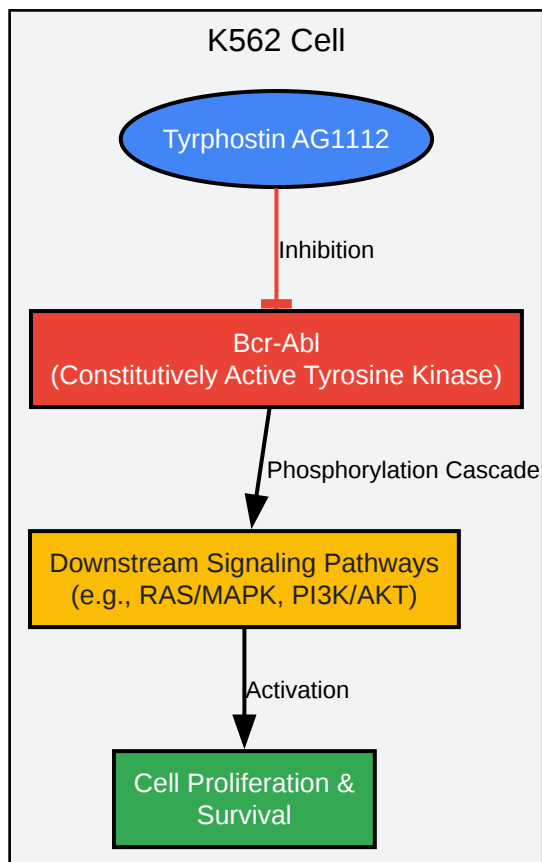 K562 Cell
Tyrphostin AG1112
Inhibition
Bcr-Abl
(Constitutively Active Tyrosine Kinase)
Phosphorylation Cascade
Downstream Signaling Pathways
(e.g., RAS/MAPK, PI3K/AKT)
Activation
Cell Proliferation &
Survival